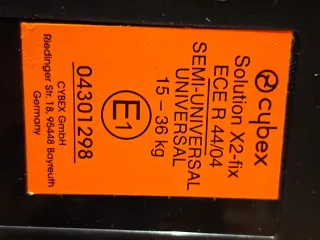 cybex
Solution X2-fix
ECE R 44/04
SEMI-UNIVERSAL
UNIVERSAL
15 – 36 kg
E1
04301298
CYBEX GmbH
Riedinger Str. 18, 95448 Bayreuth
Germany